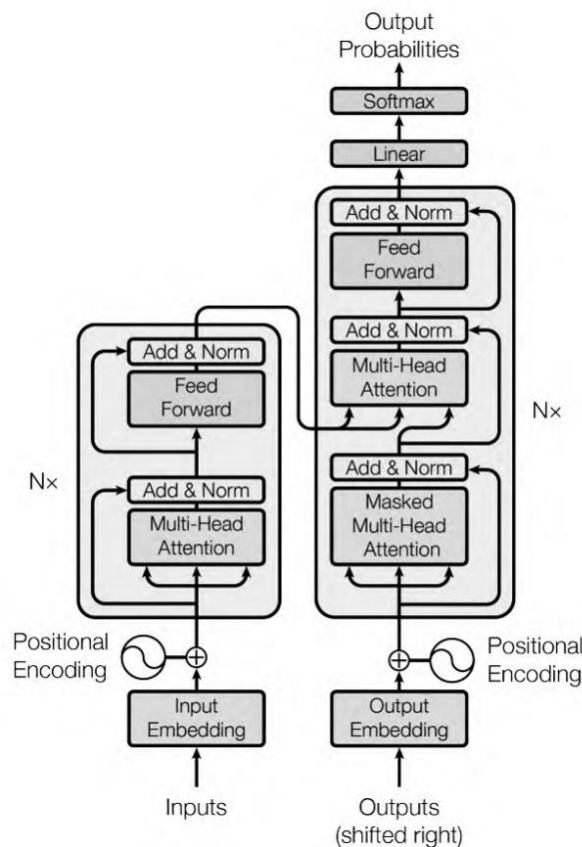 Output
Probabilities
Softmax
Linear
Add & Norm
Feed
Forward
Add & Norm
Multi-Head
Attention
Add & Norm
Masked
Multi-Head
Attention
Nx
Add & Norm
Feed
Forward
Add & Norm
Multi-Head
Attention
Nx
Positional
Encoding
Positional
Encoding
Input
Embedding
Output
Embedding
Inputs
Outputs
(shifted right)